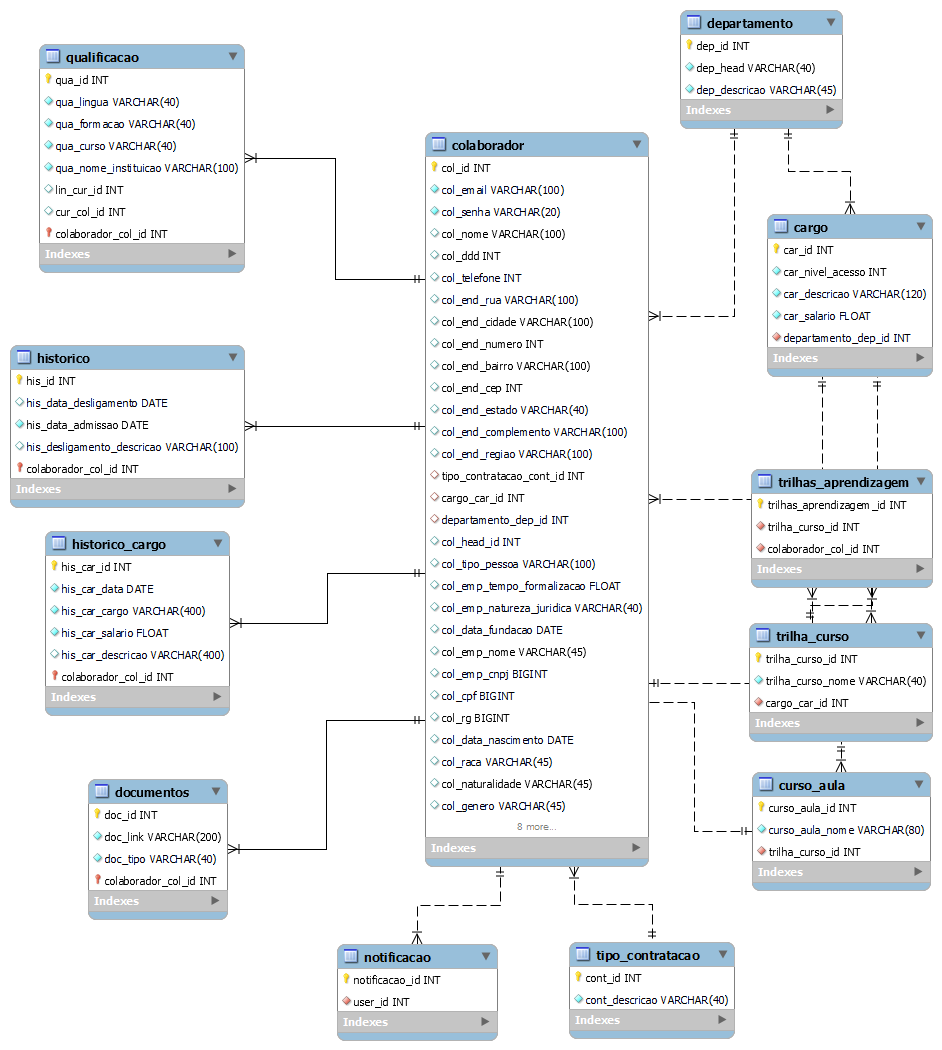 departamento
dep_id INT
dep_head VARCHAR(40)
dep_descricao VARCHAR(45)
Indexes
qualificacao
qua_id INT
qua_lingua VARCHAR(40)
qua_formacao VARCHAR(40)
qua_curso VARCHAR(40)
qua_nome_instituicao VARCHAR(100)
lin_cur_id INT
cur_col_id INT
colaborador_col_id INT
Indexes
colaborador
col_id INT
col_email VARCHAR(100)
col_senha VARCHAR(20)
col_nome VARCHAR(100)
col_ddd INT
col_telefone INT
col_end_rua VARCHAR(100)
col_end_cidade VARCHAR(100)
col_end_numero INT
col_end_bairro VARCHAR(100)
col_end_cep INT
col_end_estado VARCHAR(40)
col_end_complemento VARCHAR(100)
col_end_regiao VARCHAR(100)
tipo_contratacao_cont_id INT
cargo_car_id INT
departamento_dep_id INT
col_head_id INT
col_tipo_pessoa VARCHAR(100)
col_emp_tempo_formalizacao FLOAT
col_emp_natureza_juridica VARCHAR(40)
col_data_fundacao DATE
col_emp_nome VARCHAR(45)
col_emp_cnpj BIGINT
col_cpf BIGINT
col_rg BIGINT
col_data_nascimento DATE
col_raca VARCHAR(45)
col_naturalidade VARCHAR(45)
col_genero VARCHAR(45)
8 more...
Indexes
cargo
car_id INT
car_nivel_acesso INT
car_descricao VARCHAR(120)
car_salario FLOAT
departamento_dep_id INT
Indexes
historico
his_id INT
his_data_desligamento DATE
his_data_admissao DATE
his_desligamento_descricao VARCHAR(100)
colaborador_col_id INT
Indexes
trilhas_aprendizagem
trilhas_aprendizagem_id INT
trilha_curso_id INT
colaborador_col_id INT
Indexes
historico_cargo
his_car_id INT
his_car_data DATE
his_car_cargo VARCHAR(400)
his_car_salario FLOAT
his_car_descricao VARCHAR(400)
colaborador_col_id INT
Indexes
trilha_curso
trilha_curso_id INT
trilha_curso_nome VARCHAR(40)
cargo_car_id INT
Indexes
documentos
doc_id INT
doc_link VARCHAR(200)
doc_tipo VARCHAR(40)
colaborador_col_id INT
Indexes
curso_aula
curso_aula_id INT
curso_aula_nome VARCHAR(80)
trilha_curso_id INT
Indexes
notificacao
notificacao_id INT
user_id INT
Indexes
tipo_contratacao
cont_id INT
cont_descricao VARCHAR(40)
Indexes